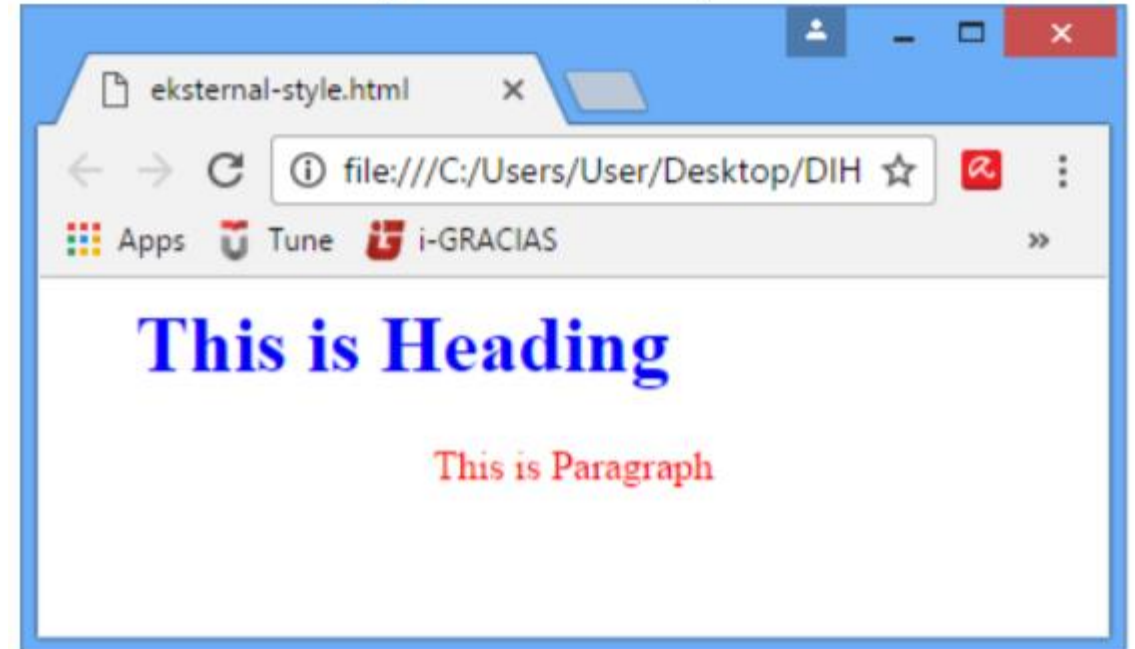 eksternal-style.html
file:///C:/Users/User/Desktop/DIH
Apps Tune i-GRACIAS »
This is Heading
This is Paragraph